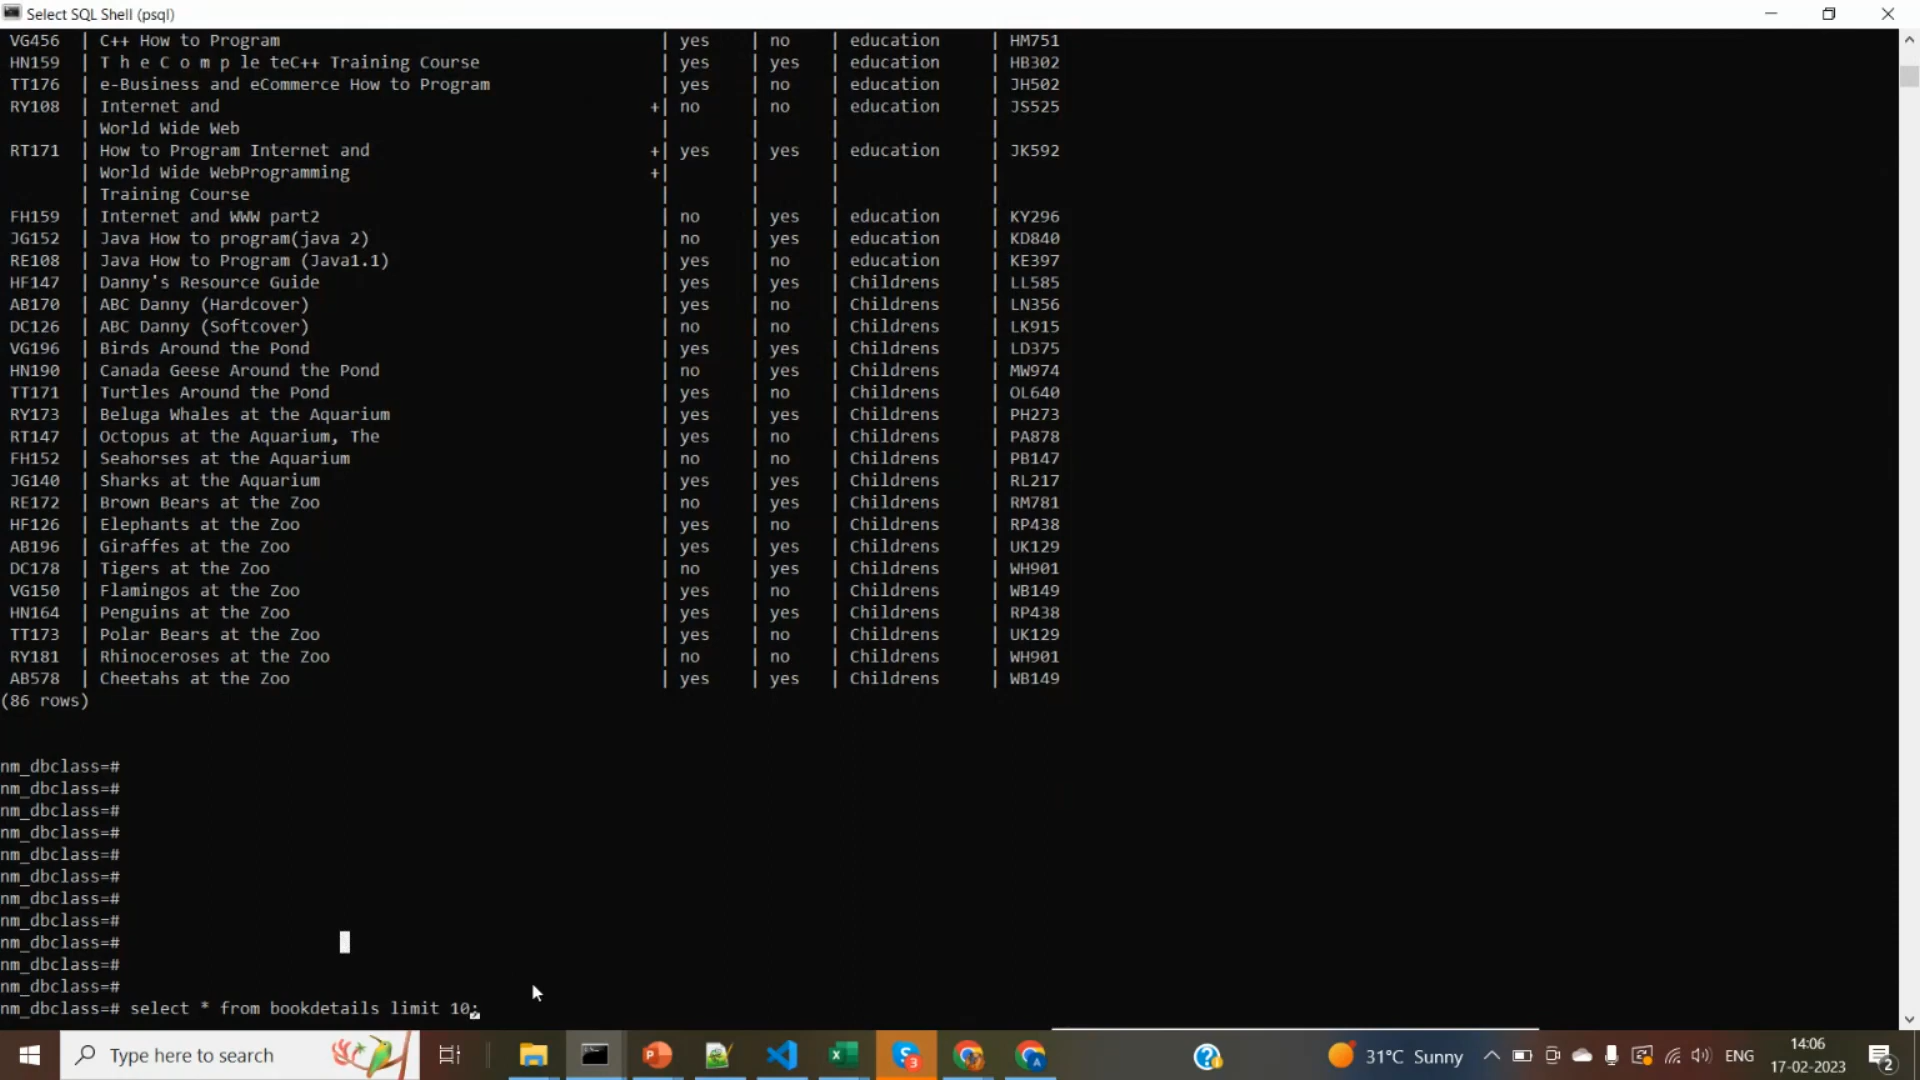 Select SQL Shell (psql)
VG456 | C++ How to Program | yes | no | education | HM751
HN159 | T h e C o m p le teC++ Training Course | yes | yes | education | HB302
TT176 | e-Business and eCommerce How to Program | yes | no | education | JH502
RY108 | Internet and +| no | no | education | JS525
| World Wide Web | | | |
RT171 | How to Program Internet and +| yes | yes | education | JK592
| World Wide WebProgramming +| | | |
| Training Course | | | |
FH159 | Internet and WWW part2 | no | yes | education | KY296
JG152 | Java How to program(java 2) | no | yes | education | KD840
RE108 | Java How to Program (Java1.1) | yes | no | education | KE397
HF147 | Danny's Resource Guide | yes | yes | Childrens | LL585
AB170 | ABC Danny (Hardcover) | yes | no | Childrens | LN356
DC126 | ABC Danny (Softcover) | no | no | Childrens | LK915
VG196 | Birds Around the Pond | yes | yes | Childrens | LD375
HN190 | Canada Geese Around the Pond | no | yes | Childrens | MW974
TT171 | Turtles Around the Pond | yes | no | Childrens | OL640
RY173 | Beluga Whales at the Aquarium | yes | yes | Childrens | PH273
RT147 | Octopus at the Aquarium, The | yes | no | Childrens | PA878
FH152 | Seahorses at the Aquarium | no | no | Childrens | PB147
JG140 | Sharks at the Aquarium | yes | yes | Childrens | RL217
RE172 | Brown Bears at the Zoo | no | yes | Childrens | RM781
HF126 | Elephants at the Zoo | yes | no | Childrens | RP438
AB196 | Giraffes at the Zoo | yes | yes | Childrens | UK129
DC178 | Tigers at the Zoo | no | yes | Childrens | WH901
VG150 | Flamingos at the Zoo | yes | no | Childrens | WB149
HN164 | Penguins at the Zoo | yes | yes | Childrens | RP438
TT173 | Polar Bears at the Zoo | yes | no | Childrens | UK129
RY181 | Rhinoceroses at the Zoo | no | no | Childrens | WH901
AB578 | Cheetahs at the Zoo | yes | yes | Childrens | WB149
(86 rows)
nm_dbclass=#
nm_dbclass=#
nm_dbclass=#
nm_dbclass=#
nm_dbclass=#
nm_dbclass=#
nm_dbclass=#
nm_dbclass=#
nm_dbclass=#
nm_dbclass=#
nm_dbclass=#
nm_dbclass=# select * from bookdetails limit 10;
Type here to search
31°C Sunny
ENG
14:06
17-02-2023
3
2